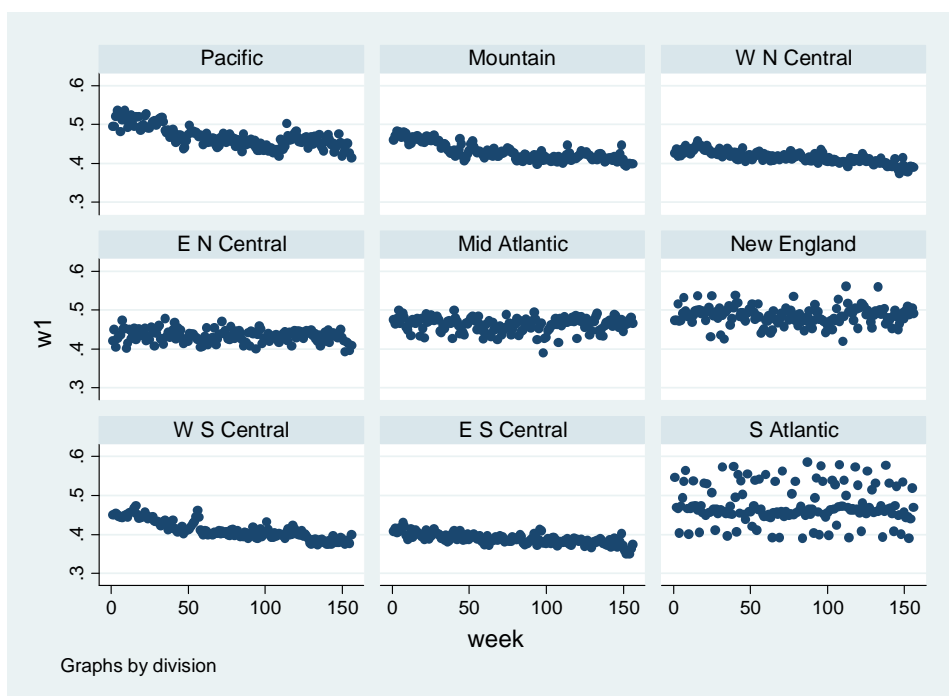 Pacific
Mountain
W N Central
.6
.5
.4
.3
E N Central
Mid Atlantic
New England
.6
.5
.4
.3
w1
W S Central
E S Central
S Atlantic
.6
.5
.4
.3
0 50 100 150
0 50 100 150
0 50 100 150
week
Graphs by division